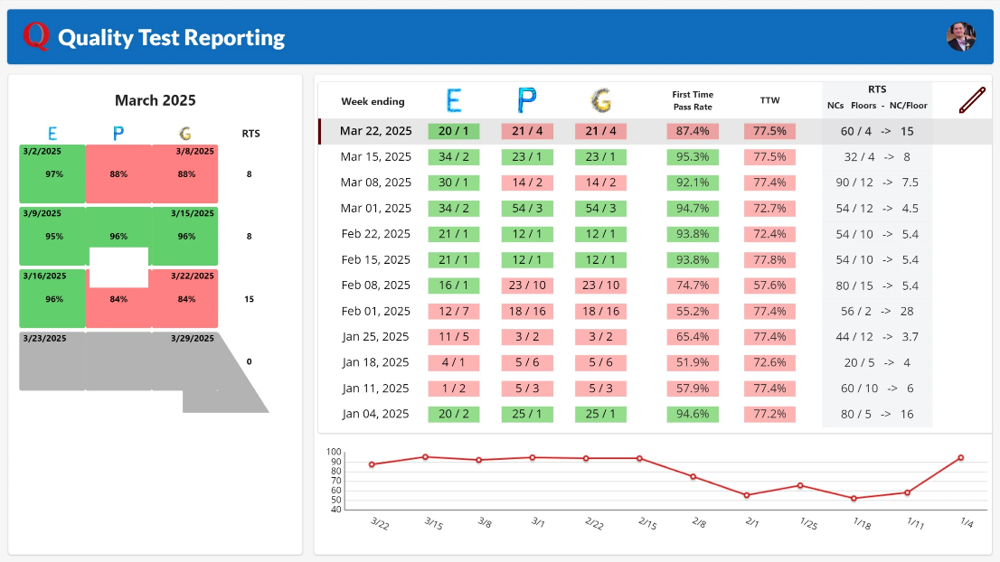 Q Quality Test Reporting
March 2025
E P G RTS
3/2/2025 3/8/2025
97% 88% 88% 8
3/9/2025 3/15/2025
95% 96% 96% 8
3/16/2025 3/22/2025
96% 84% 84% 15
3/23/2025 3/29/2025
0
Week ending E P G First Time Pass Rate TTW RTS
NCs Floors - NC/Floor
Mar 22, 2025 20 / 1 21 / 4 21 / 4 87.4% 77.5% 60 / 4 -> 15
Mar 15, 2025 34 / 2 23 / 1 23 / 1 95.3% 77.5% 32 / 4 -> 8
Mar 08, 2025 30 / 1 14 / 2 14 / 2 92.1% 77.4% 90 / 12 -> 7.5
Mar 01, 2025 34 / 2 54 / 3 54 / 3 94.7% 72.7% 54 / 12 -> 4.5
Feb 22, 2025 21 / 1 12 / 1 12 / 1 93.8% 72.4% 54 / 10 -> 5.4
Feb 15, 2025 21 / 1 12 / 1 12 / 1 93.8% 77.8% 54 / 10 -> 5.4
Feb 08, 2025 16 / 1 23 / 10 23 / 10 74.7% 57.6% 80 / 15 -> 5.4
Feb 01, 2025 12 / 7 18 / 16 18 / 16 55.2% 77.4% 56 / 2 -> 28
Jan 25, 2025 11 / 5 3 / 2 3 / 2 65.4% 77.4% 44 / 12 -> 3.7
Jan 18, 2025 4 / 1 5 / 6 5 / 6 51.9% 72.6% 20 / 5 -> 4
Jan 11, 2025 1 / 2 5 / 3 5 / 3 57.9% 77.4% 60 / 10 -> 6
Jan 04, 2025 20 / 2 25 / 1 25 / 1 94.6% 77.2% 80 / 5 -> 16
100
90
80
70
60
50
40
3/22 3/15 3/8 3/1 2/22 2/15 2/8 2/1 1/25 1/18 1/11 1/4